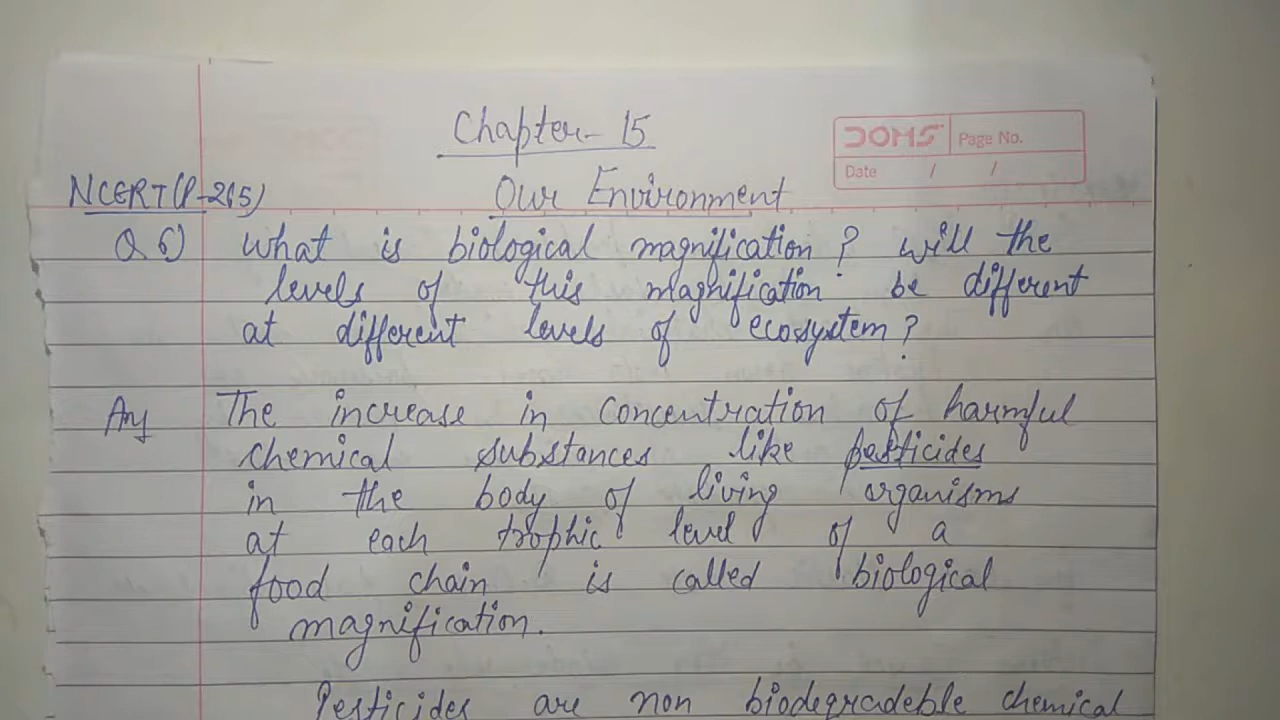 Chapter-15
DOMS Page No.
Date / /
NCERT(P-265)
Our Environment
Q 6) What is biological magnification? Will the
levels of this magnification be different
at different levels of ecosystem?
Ans The increase in concentration of harmful
chemical substances like pesticides
in the body of living organisms
at each trophic level of a
food chain is called biological
magnification.
Pesticides are non biodegradeble chemical